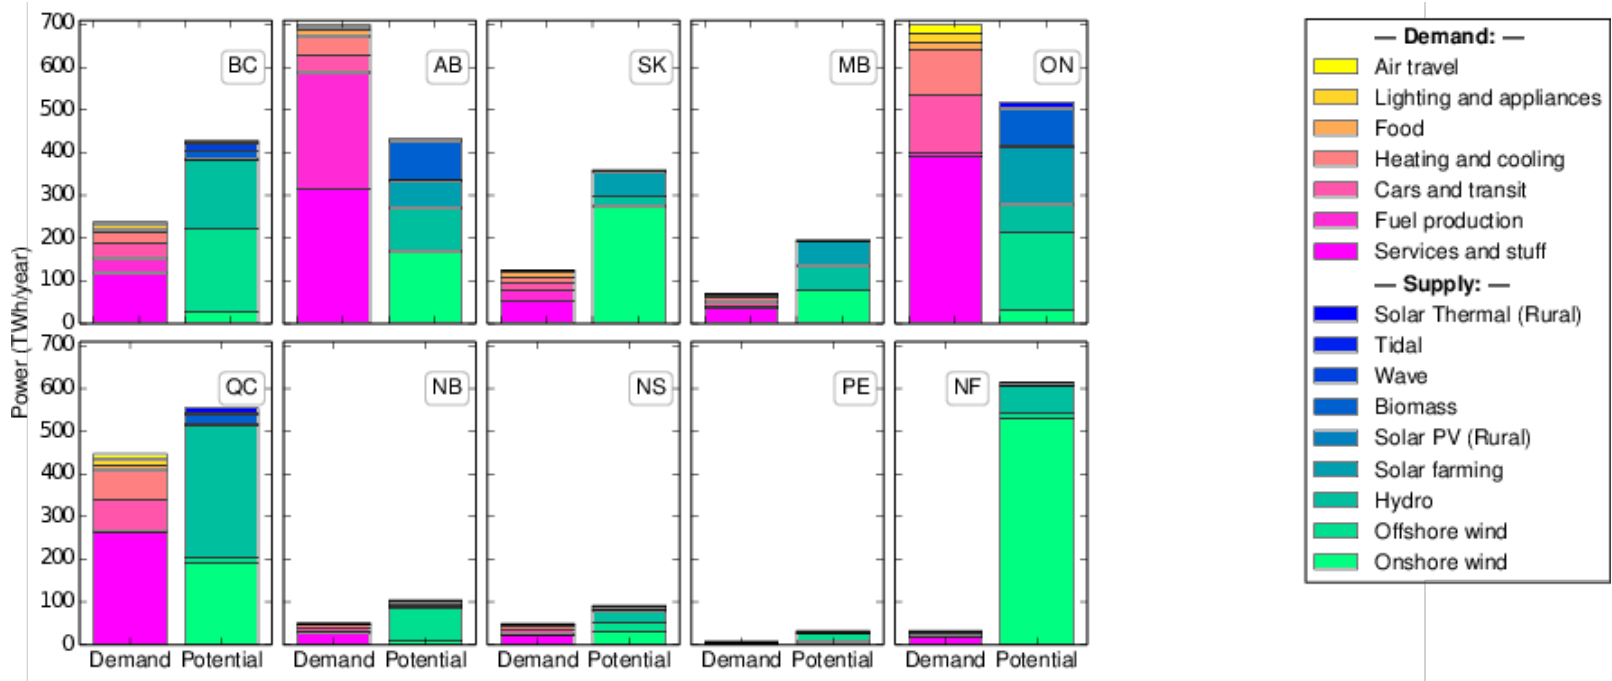 700
600
500
400
300
200
100
0
BC
AB
SK
MB
ON
Power (TWh/year)
700
600
500
400
300
200
100
0
QC
NB
NS
PE
NF
Demand Potential Demand Potential Demand Potential Demand Potential Demand Potential
— Demand: —
Air travel
Lighting and appliances
Food
Heating and cooling
Cars and transit
Fuel production
Services and stuff
— Supply: —
Solar Thermal (Rural)
Tidal
Wave
Biomass
Solar PV (Rural)
Solar farming
Hydro
Offshore wind
Onshore wind